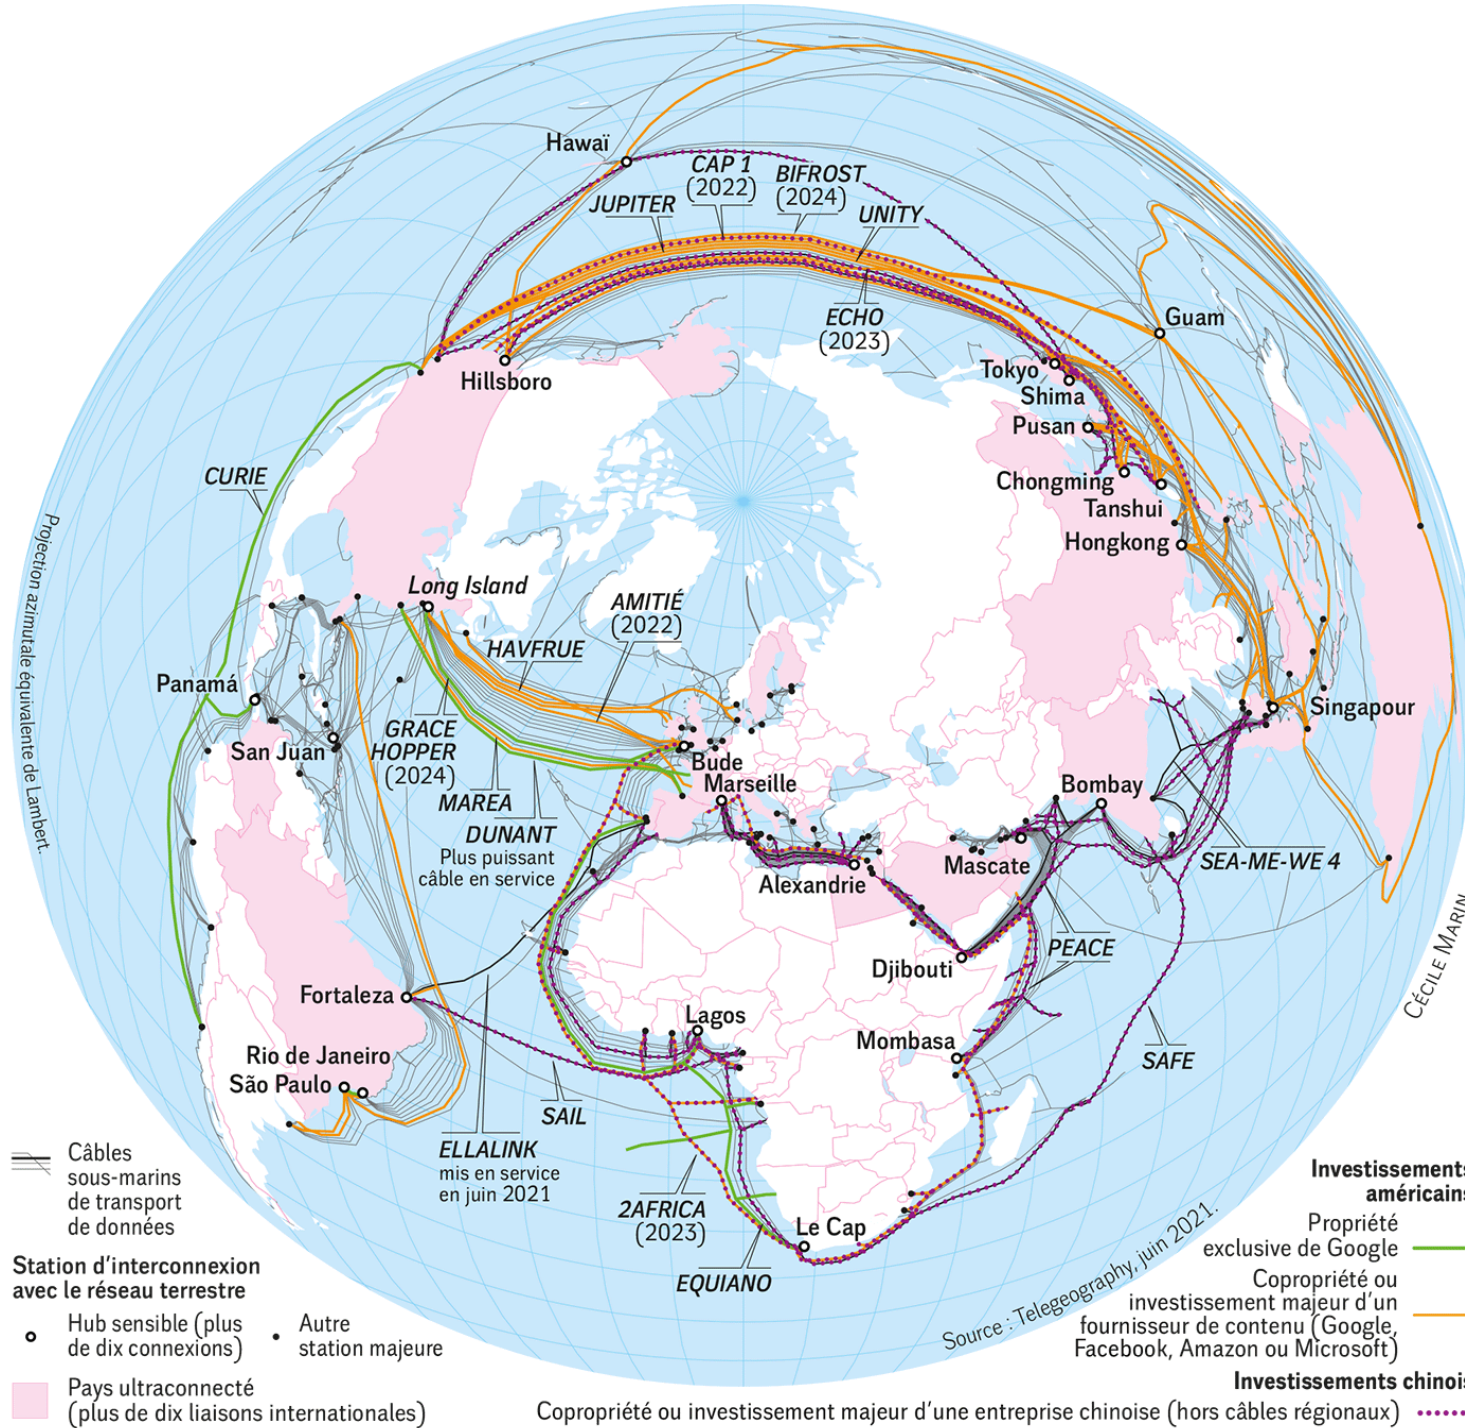 Hawaï
CAP 1
(2022)
BIFROST
(2024)
JUPITER
UNITY
ECHO
(2023)
Guam
Hillsboro
Tokyo
Shima
Pusan
Chongming
Tanshui
Hongkong
CURIE
Projection azimutale équivalente de Lambert.
Long Island
AMITIÉ
(2022)
HAVFRUE
Panamá
San Juan
GRACE
HOPPER
(2024)
MAREA
DUNANT
Plus puissant
câble en service
Bude
Marseille
Alexandrie
Mascate
Bombay
Singapour
SEA-ME-WE 4
PEACE
Djibouti
CÉCILE MARIN
Fortaleza
Lagos
Mombasa
SAFE
Rio de Janeiro
São Paulo
SAIL
ELLALINK
mis en service
en juin 2021
2AFRICA
(2023)
Le Cap
EQUIANO
Source : Telegeography, juin 2021.
Câbles
sous-marins
de transport
de données
Station d'interconnexion
avec le réseau terrestre
Hub sensible (plus
de dix connexions)
Autre
station majeure
Pays ultraconnecté
(plus de dix liaisons internationales)
Investissements
américains
Propriété
exclusive de Google
Copropriété ou
investissement majeur d'un
fournisseur de contenu (Google,
Facebook, Amazon ou Microsoft)
Investissements chinois
Copropriété ou investissement majeur d'une entreprise chinoise (hors câbles régionaux)